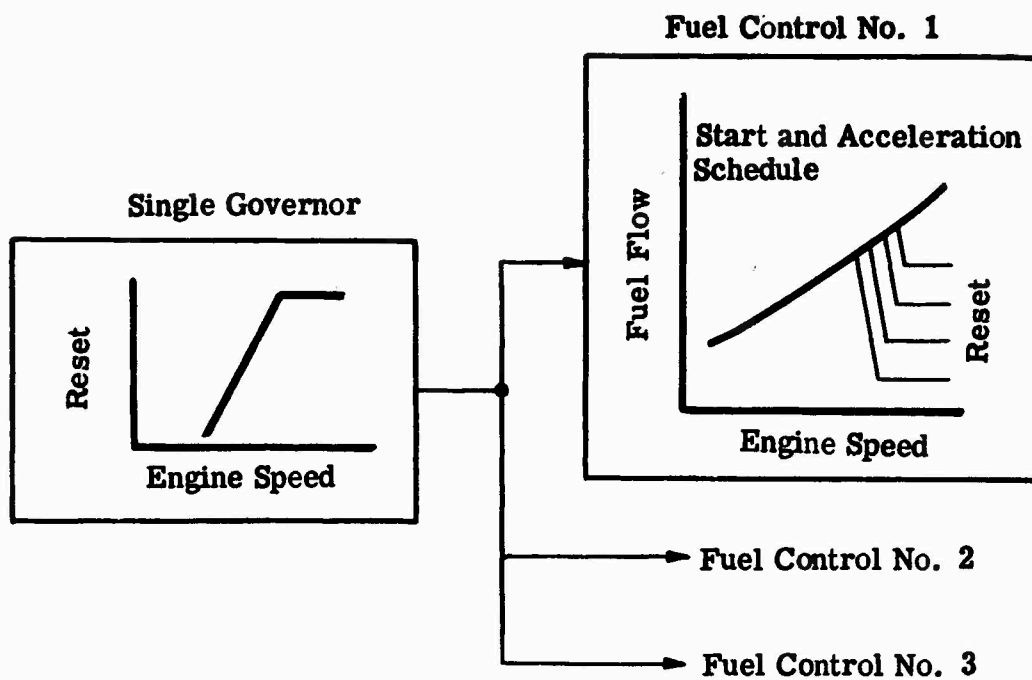 Fuel Control No. 1
Start and Acceleration
Schedule
Fuel Flow
Reset
Engine Speed
Single Governor
Reset
Engine Speed
Fuel Control No. 2
Fuel Control No. 3